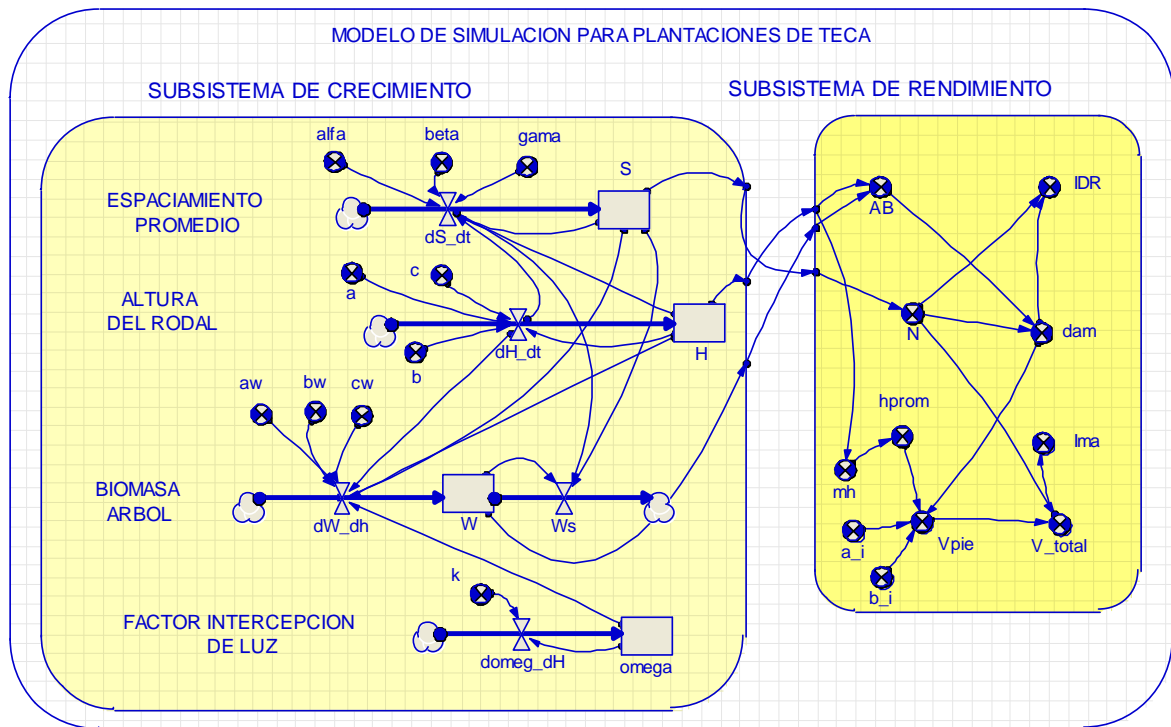 MODELO DE SIMULACION PARA PLANTACIONES DE TECA
SUBSISTEMA DE CRECIMIENTO
SUBSISTEMA DE RENDIMIENTO
alfa
beta
gama
S
ESPACIAMIENTO
PROMEDIO
dS_dt
a
c
ALTURA
DEL RODAL
dH_dt
H
b
aw
bw
cw
BIOMASA
ARBOL
dW_dh
W
Ws
k
FACTOR INTERCEPCION
DE LUZ
domeg_dH
omega
AB
IDR
N
dam
hprom
Ima
mh
a_i
Vpie
V_total
b_i